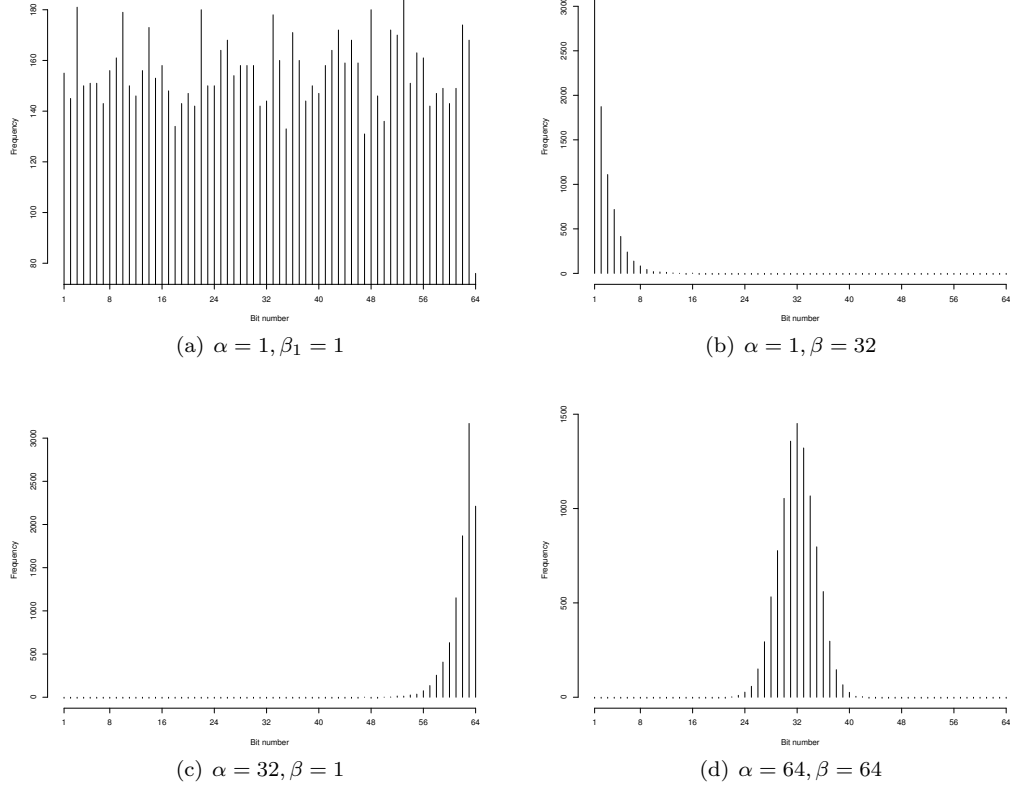 180
160
140
120
100
80
Frequency
1 8 16 24 32 40 48 56 64
Bit number
(a) α = 1, β₁ = 1
3000
2500
2000
1500
1000
500
0
Frequency
1 8 16 24 32 40 48 56 64
Bit number
(b) α = 1, β = 32
3000
2500
2000
1500
1000
500
0
Frequency
1 8 16 24 32 40 48 56 64
Bit number
(c) α = 32, β = 1
1500
1000
500
0
Frequency
1 8 16 24 32 40 48 56 64
Bit number
(d) α = 64, β = 64